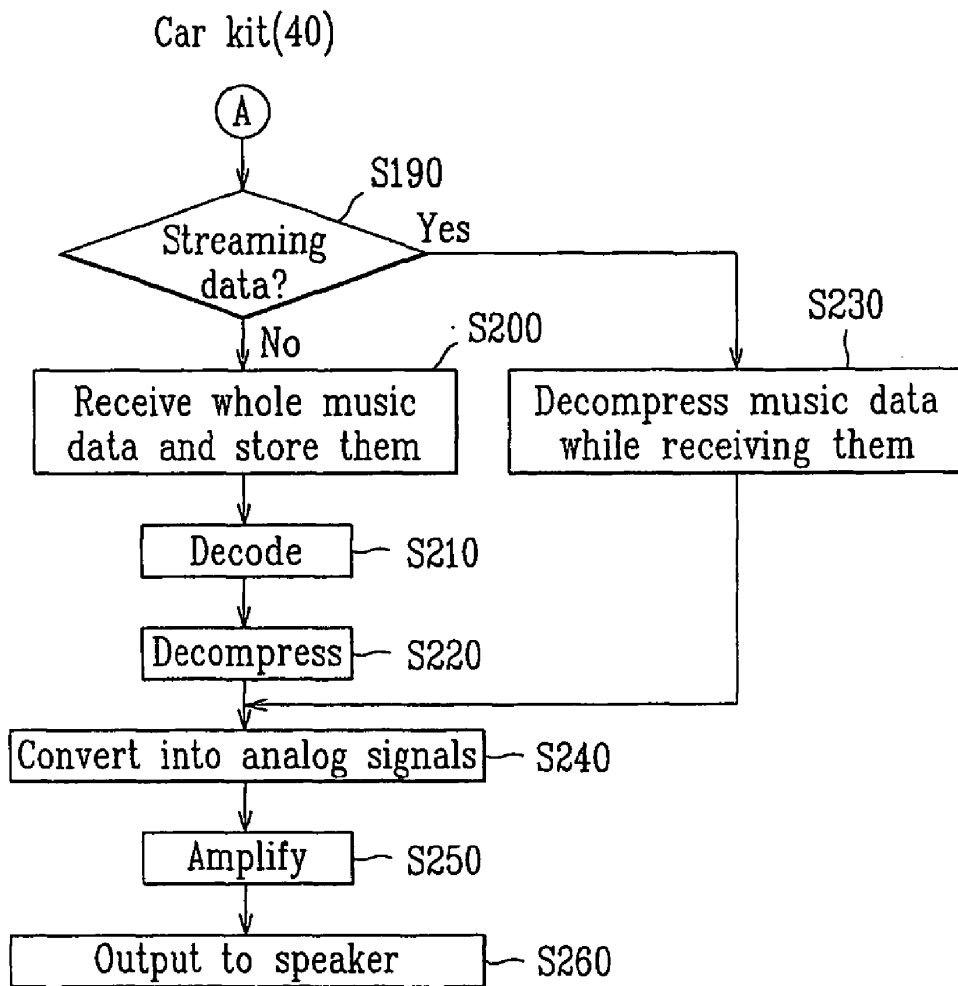 Car kit(40)
A
S190
Streaming
data?
Yes
No
S200
Receive whole music
data and store them
S230
Decompress music data
while receiving them
Decode
S210
Decompress
S220
Convert into analog signals
S240
Amplify
S250
Output to speaker
S260